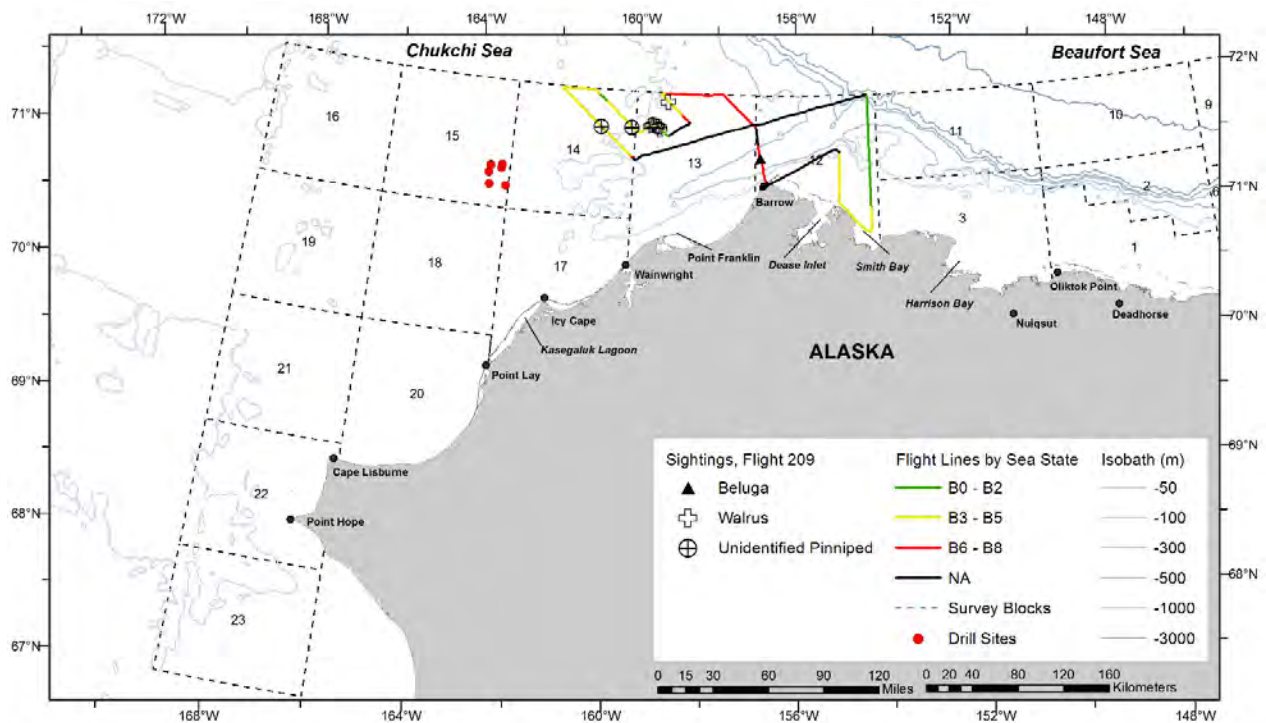 172°W 168°W 164°W 160°W 156°W 152°W 148°W
Chukchi Sea Beaufort Sea
72°N
71°N
70°N
69°N
68°N
67°N
72°N
71°N
70°N
69°N
68°N
16
15
14
13
12
11
10
9
2
6
3
1
19
18
17
21
20
22
23
Barrow
Point Franklin
Dease Inlet
Smith Bay
Harrison Bay
Oliktok Point
Nuiqsut
Deadhorse
Wainwright
Icy Cape
Kasegaluk Lagoon
Point Lay
ALASKA
Cape Lisburne
Point Hope
Sightings, Flight 209
Beluga
Walrus
Unidentified Pinniped
Flight Lines by Sea State
B0 - B2
B3 - B5
B6 - B8
NA
Survey Blocks
Drill Sites
Isobath (m)
-50
-100
-300
-500
-1000
-3000
0 15 30 60 90 120
Miles
0 20 40 80 120 160
Kilometers
168°W 164°W 160°W 156°W 152°W 148°W